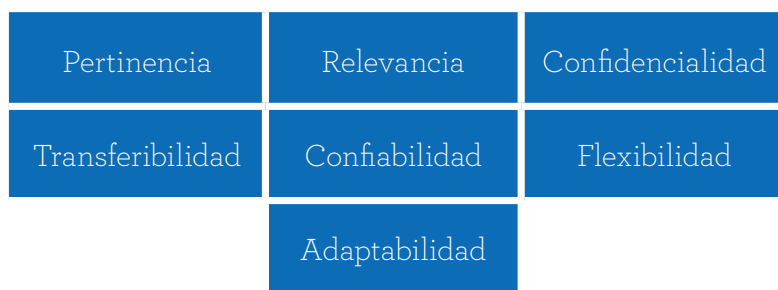 Pertinencia
Relevancia
Confidencialidad
Transferibilidad
Confiabilidad
Flexibilidad
Adaptabilidad